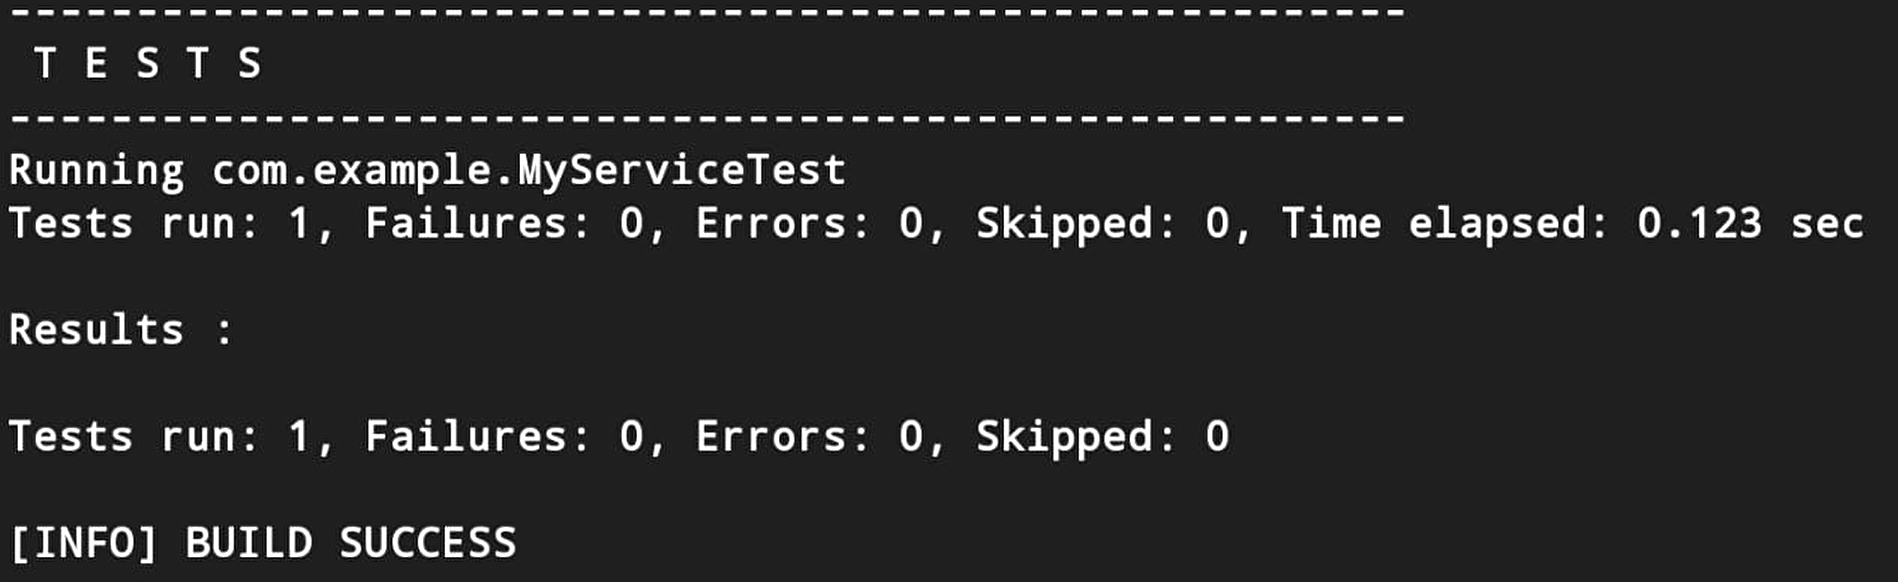 -------------------------------------------------------
 T E S T S
-------------------------------------------------------
Running com.example.MyServiceTest
Tests run: 1, Failures: 0, Errors: 0, Skipped: 0, Time elapsed: 0.123 sec
Results :
Tests run: 1, Failures: 0, Errors: 0, Skipped: 0
[INFO] BUILD SUCCESS